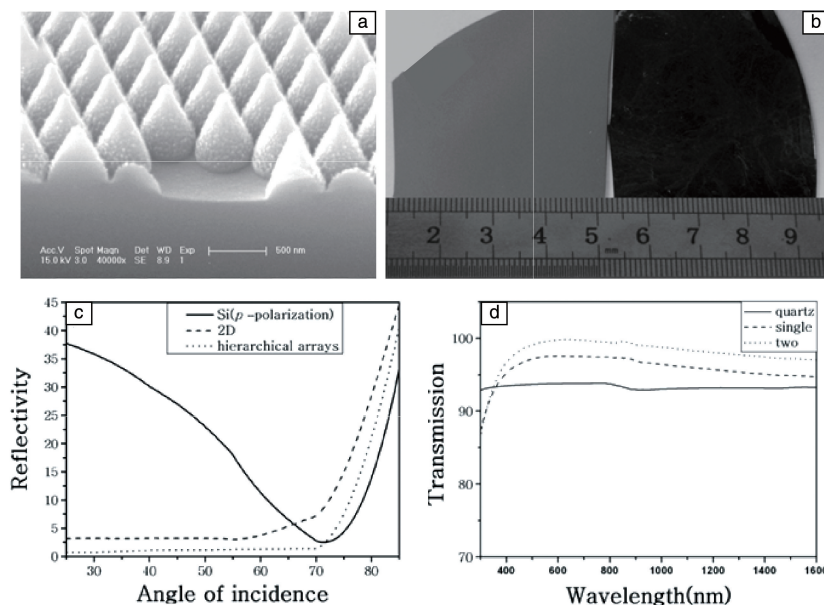 a
Acc.V Spot Magn Det WD Exp
15.0 kV 3.0 40000x SE 8.9 1
500 nm
b
2 3 4 5 6 7 8 9
c
Si(p -polarization)
2D
hierarchical arrays
45
40
35
30
25
20
15
10
5
0
Reflectivity
30 40 50 60 70 80
Angle of incidence
d
quartz
single
two
100
90
80
70
Transmission
400 600 800 1000 1200 1400 1600
Wavelength(nm)